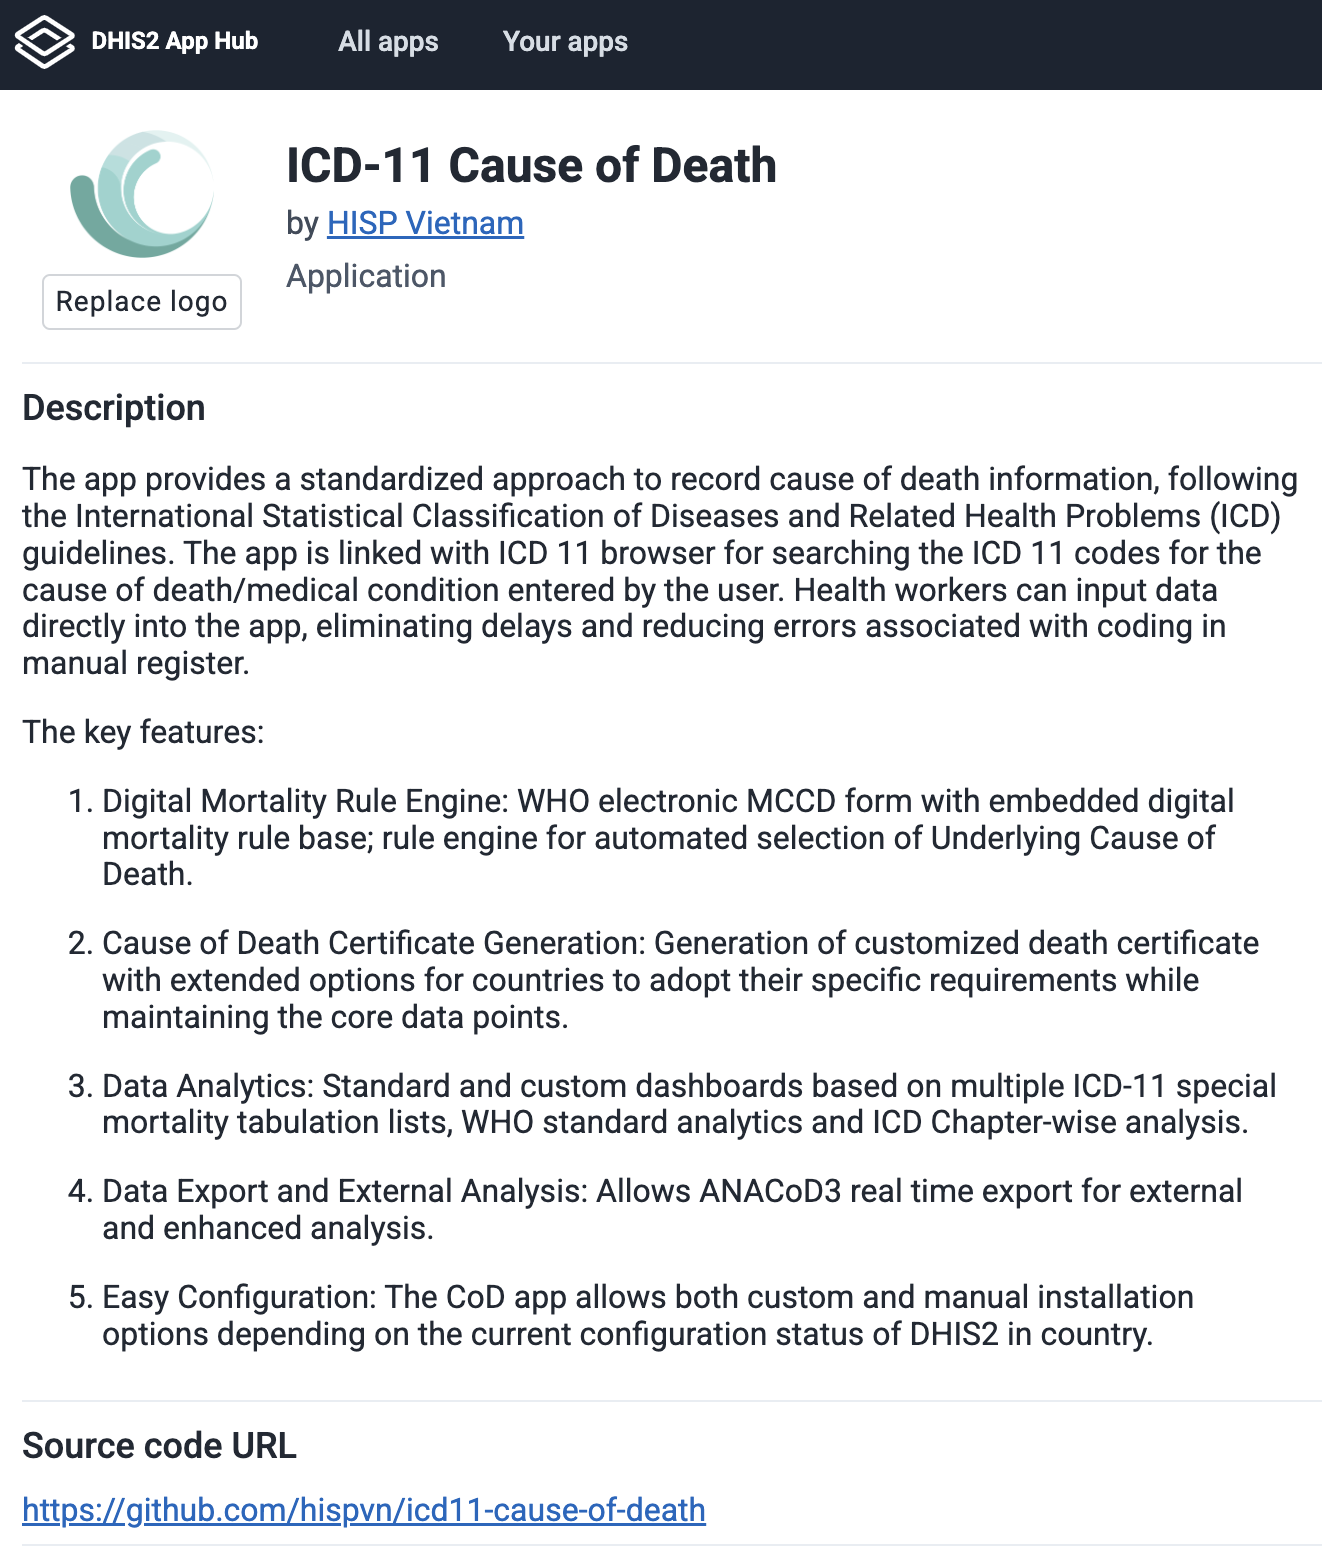 DHIS2 App Hub
All apps
Your apps
ICD-11 Cause of Death
by HISP Vietnam
Application
Replace logo
Description
The app provides a standardized approach to record cause of death information, following
the International Statistical Classification of Diseases and Related Health Problems (ICD)
guidelines. The app is linked with ICD 11 browser for searching the ICD 11 codes for the
cause of death/medical condition entered by the user. Health workers can input data
directly into the app, eliminating delays and reducing errors associated with coding in
manual register.
The key features:
1. Digital Mortality Rule Engine: WHO electronic MCCD form with embedded digital
mortality rule base; rule engine for automated selection of Underlying Cause of
Death.
2. Cause of Death Certificate Generation: Generation of customized death certificate
with extended options for countries to adopt their specific requirements while
maintaining the core data points.
3. Data Analytics: Standard and custom dashboards based on multiple ICD-11 special
mortality tabulation lists, WHO standard analytics and ICD Chapter-wise analysis.
4. Data Export and External Analysis: Allows ANACoD3 real time export for external
and enhanced analysis.
5. Easy Configuration: The CoD app allows both custom and manual installation
options depending on the current configuration status of DHIS2 in country.
Source code URL
https://github.com/hispvn/icd11-cause-of-death